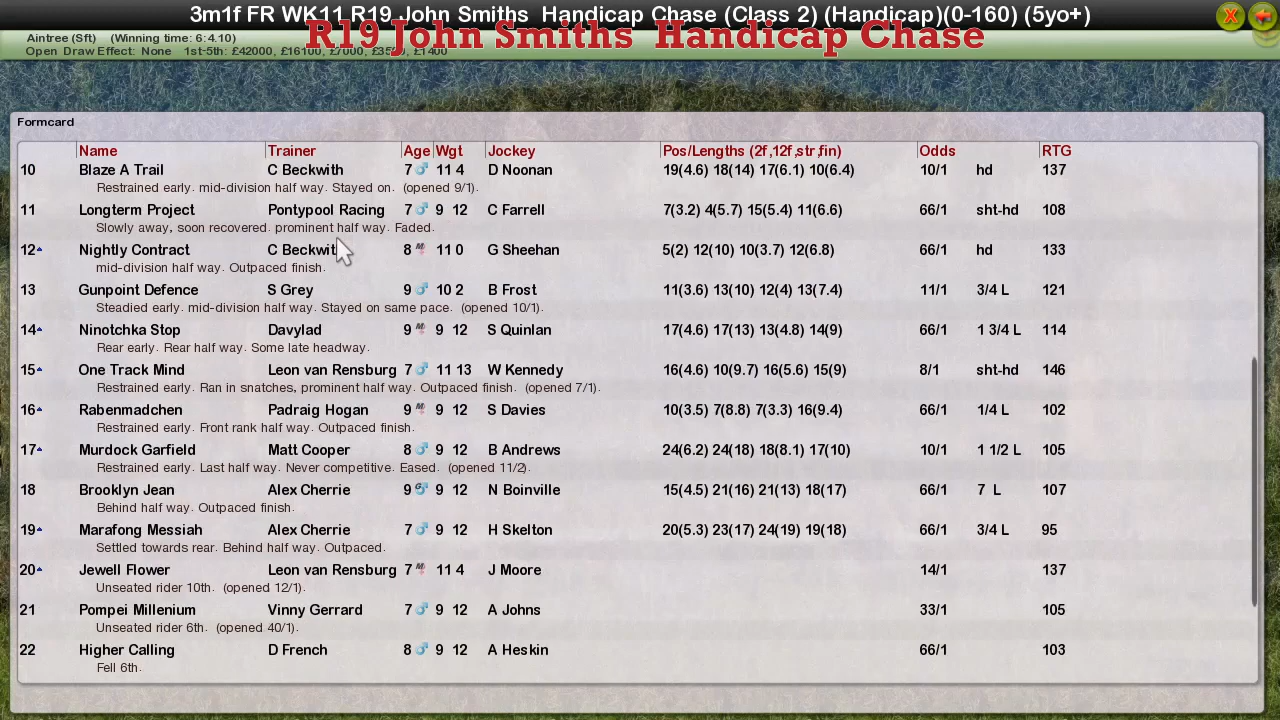 3m1f FR WK11 R19 John Smiths Handicap Chase (Class 2) (Handicap)(0-160) (5yo+)
R19 John Smiths Handicap Chase
Aintree (Sft) (Winning time: 6:4.10)
Open Draw Effect: None 1st-5th: £42000, £16100, £7000, £1400
Formcard
Name Trainer Age Wgt Jockey Pos/Lengths (2f,12f,str,fin) Odds RTG
10 Blaze A Trail C Beckwith 7 11 4 D Noonan 19(4.6) 18(14) 17(6.1) 10(6.4) 10/1 hd 137
Restrained early. mid-division half way. Stayed on. (opened 9/1).
11 Longterm Project Pontypool Racing 7 9 12 C Farrell 7(3.2) 4(5.7) 15(5.4) 11(6.6) 66/1 sht-hd 108
Slowly away, soon recovered. prominent half way. Faded.
12 Nightly Contract C Beckwit 8 11 0 G Sheehan 5(2) 12(10) 10(3.7) 12(6.8) 66/1 hd 133
mid-division half way. Outpaced finish.
13 Gunpoint Defence S Grey 9 10 2 B Frost 11(3.6) 13(10) 12(4) 13(7.4) 11/1 3/4 L 121
Steadied early. mid-division half way. Stayed on same pace. (opened 10/1).
14 Ninotchka Stop Davylad 9 9 12 S Quinlan 17(4.6) 17(13) 13(4.8) 14(9) 66/1 1 3/4 L 114
Rear early. Rear half way. Some late headway.
15 One Track Mind Leon van Rensburg 7 11 13 W Kennedy 16(4.6) 10(9.7) 16(5.6) 15(9) 8/1 sht-hd 146
Restrained early. Ran in snatches, prominent half way. Outpaced finish. (opened 7/1).
16 Rabenmadchen Padraig Hogan 9 9 12 S Davies 10(3.5) 7(8.8) 7(3.3) 16(9.4) 66/1 1/4 L 102
Restrained early. Front rank half way. Outpaced finish.
17 Murdock Garfield Matt Cooper 8 9 12 B Andrews 24(6.2) 24(18) 18(8.1) 17(10) 10/1 1 1/2 L 105
Restrained early. Last half way. Never competitive. Eased. (opened 11/2).
18 Brooklyn Jean Alex Cherrie 9 9 12 N Boinville 15(4.5) 21(16) 21(13) 18(17) 66/1 7 L 107
Behind half way. Outpaced finish.
19 Marafong Messiah Alex Cherrie 7 9 12 H Skelton 20(5.3) 23(17) 24(19) 19(18) 66/1 3/4 L 95
Settled towards rear. Behind half way. Outpaced.
20 Jewell Flower Leon van Rensburg 7 11 4 J Moore 14/1 137
Unseated rider 10th. (opened 12/1).
21 Pompei Millenium Vinny Gerrard 7 9 12 A Johns 33/1 105
Unseated rider 6th. (opened 40/1).
22 Higher Calling D French 8 9 12 A Heskin 66/1 103
Fell 6th.